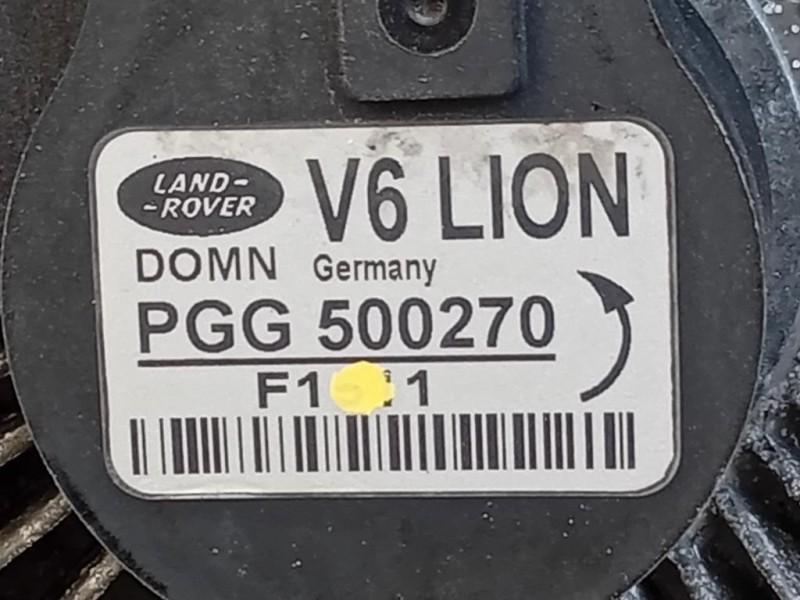 LAND-
-ROVER
V6 LION
DOMN Germany
PGG 500270